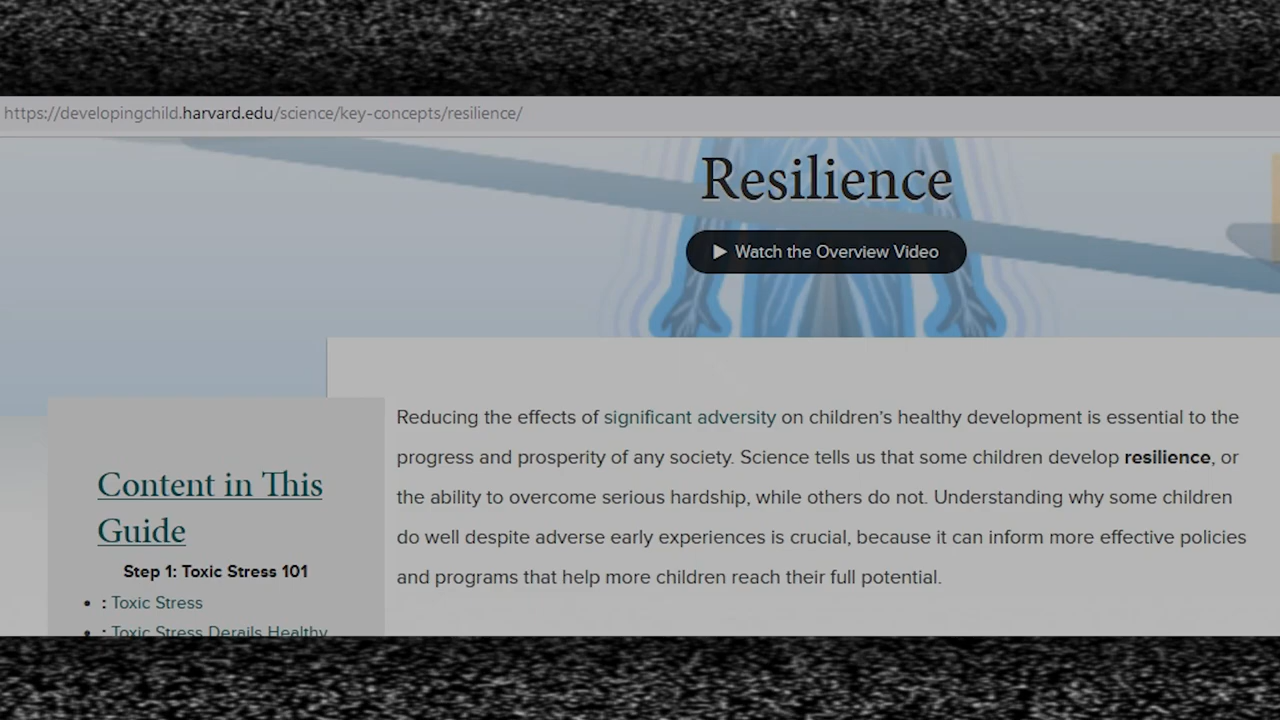 https://developingchild.harvard.edu/science/key-concepts/resilience/
Resilience
Watch the Overview Video
Reducing the effects of significant adversity on children's healthy development is essential to the
progress and prosperity of any society. Science tells us that some children develop resilience, or
the ability to overcome serious hardship, while others do not. Understanding why some children
do well despite adverse early experiences is crucial, because it can inform more effective policies
and programs that help more children reach their full potential.
Content in This
Guide
Step 1: Toxic Stress 101
: Toxic Stress
: Toxic Stress Derails Healthy